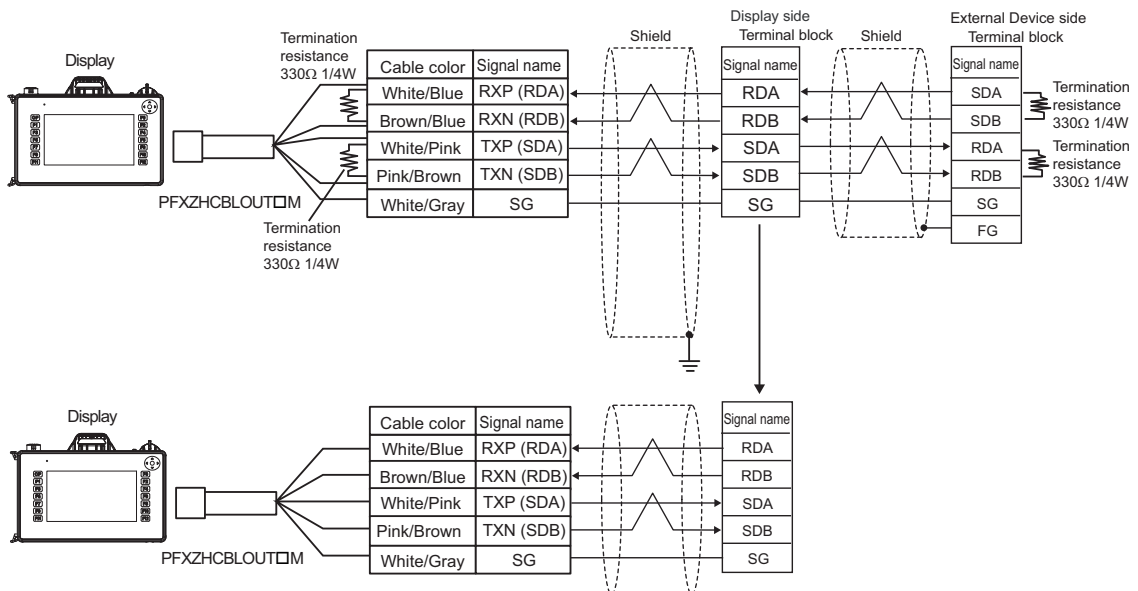 Display
Termination
resistance
330Ω 1/4W
PFXZHCBLOUT□M
Termination
resistance
330Ω 1/4W
Cable color Signal name
White/Blue RXP (RDA)
Brown/Blue RXN (RDB)
White/Pink TXP (SDA)
Pink/Brown TXN (SDB)
White/Gray SG
Shield
Display side
Terminal block
Signal name
RDA
RDB
SDA
SDB
SG
Shield
External Device side
Terminal block
Signal name
SDA
SDB
RDA
RDB
SG
FG
Termination
resistance
330Ω 1/4W
Termination
resistance
330Ω 1/4W
Display
PFXZHCBLOUT□M
Cable color Signal name
White/Blue RXP (RDA)
Brown/Blue RXN (RDB)
White/Pink TXP (SDA)
Pink/Brown TXN (SDB)
White/Gray SG
Signal name
RDA
RDB
SDA
SDB
SG